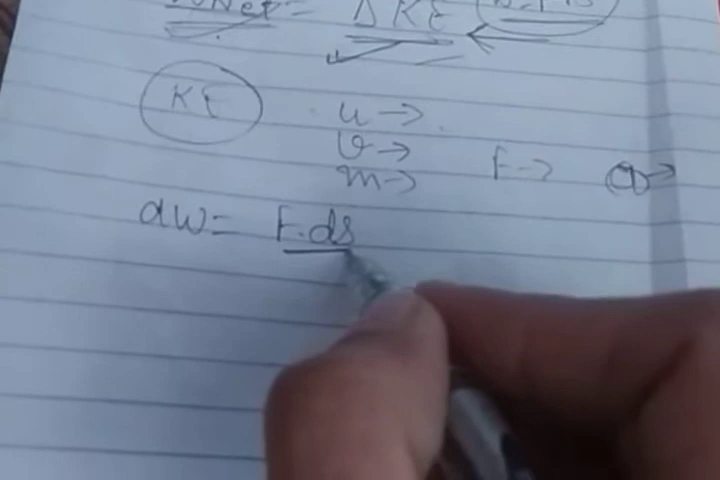 WNet = ΔKE
KE u →
v →
m → F → a →
dw = F.ds